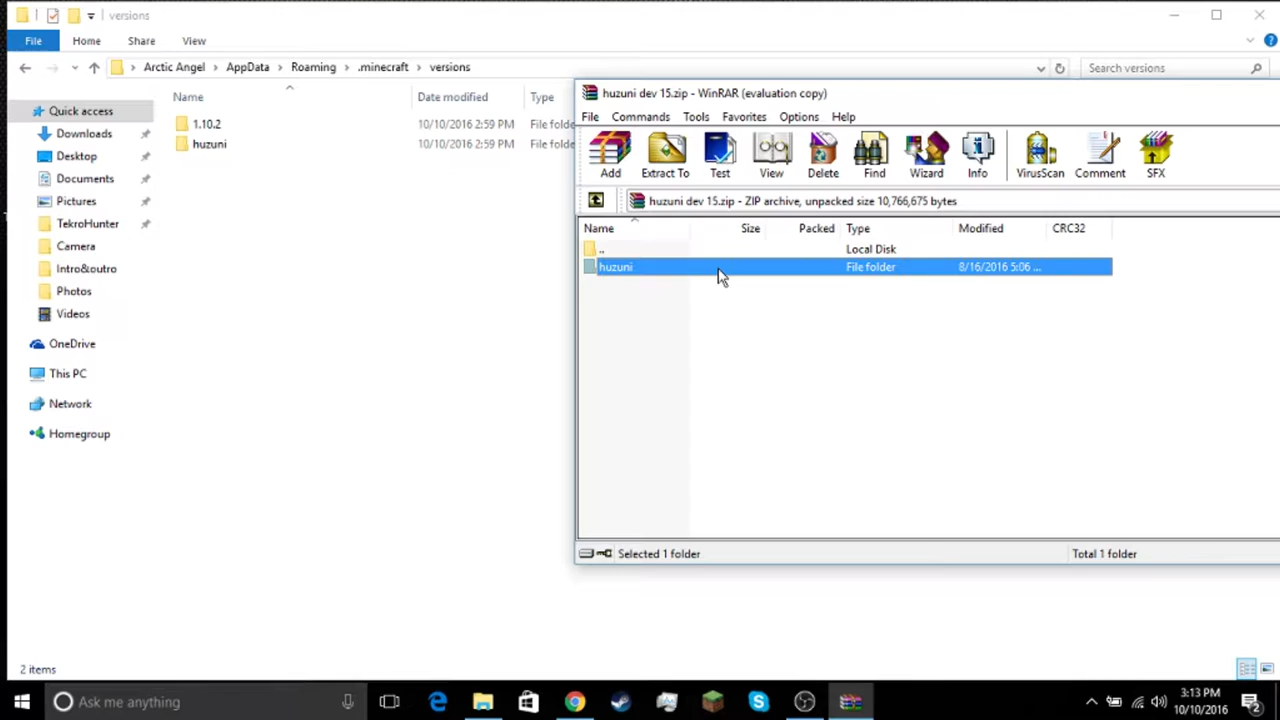 versions
File Home Share View
Arctic Angel AppData Roaming .minecraft versions Search versions
Name Date modified Type
1.10.2 10/10/2016 2:59 PM File folde
huzuni 10/10/2016 2:59 PM File folde
Quick access
Downloads
Desktop
Documents
Pictures
TekroHunter
Camera
Intro&outro
Photos
Videos
OneDrive
This PC
Network
Homegroup
2 items
huzuni dev 15.zip - WinRAR (evaluation copy)
File Commands Tools Favorites Options Help
Add Extract To Test View Delete Find Wizard Info VirusScan Comment SFX
huzuni dev 15.zip - ZIP archive, unpacked size 10,766,675 bytes
Name Size Packed Type Modified CRC32
.. Local Disk
huzuni File folder 8/16/2016 5:06 ...
Selected 1 folder Total 1 folder
Ask me anything
3:13 PM
10/10/2016
2